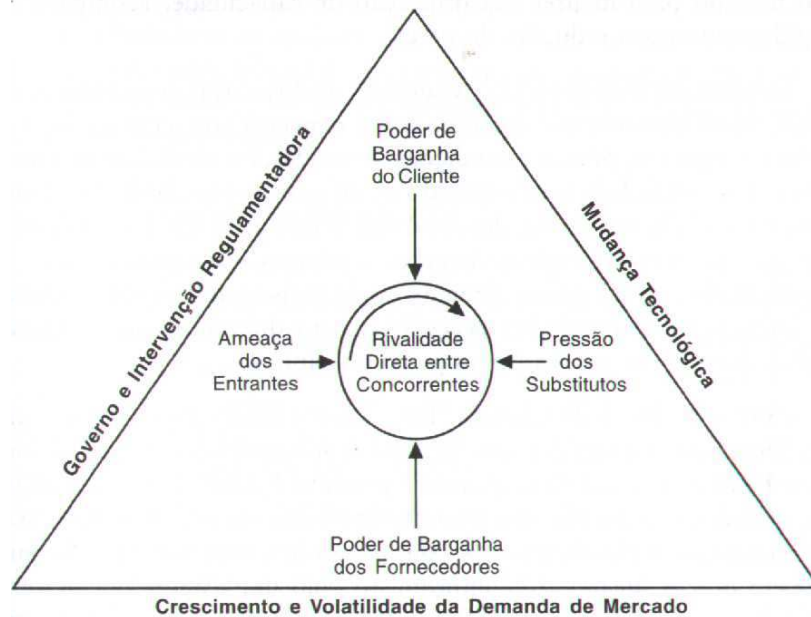 Poder de
Barganha
do Cliente
Governo e Intervenção Regulamentadora
Mudança Tecnológica
Ameaça
dos
Entrantes
Rivalidade
Direta entre
Concorrentes
Pressão
dos
Substitutos
Poder de Barganha
dos Fornecedores
Crescimento e Volatilidade da Demanda de Mercado